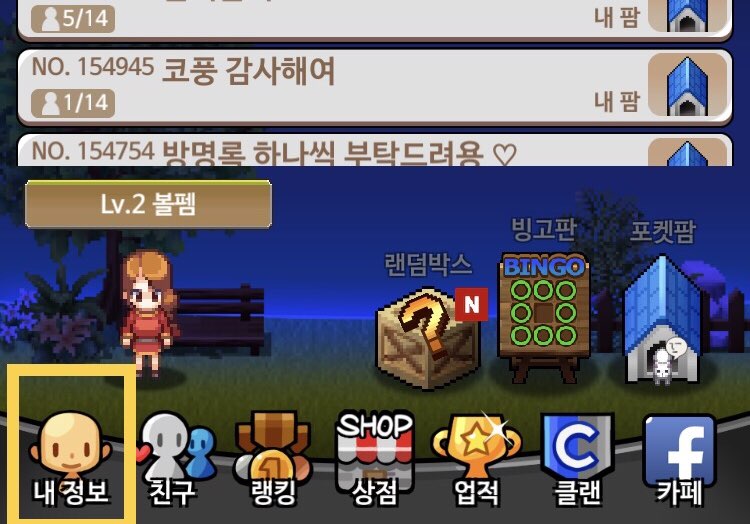 5/14
내 팜
NO. 154945 코풍 감사해여
1/14
내 팜
NO. 154754 방명록 하나씩 부탁드려용 ♡
Lv.2 볼펨
랜덤박스
빙고판
포켓팜
N
BINGO
SHOP
C
f
내 정보
친구
랭킹
상점
업적
클랜
카페